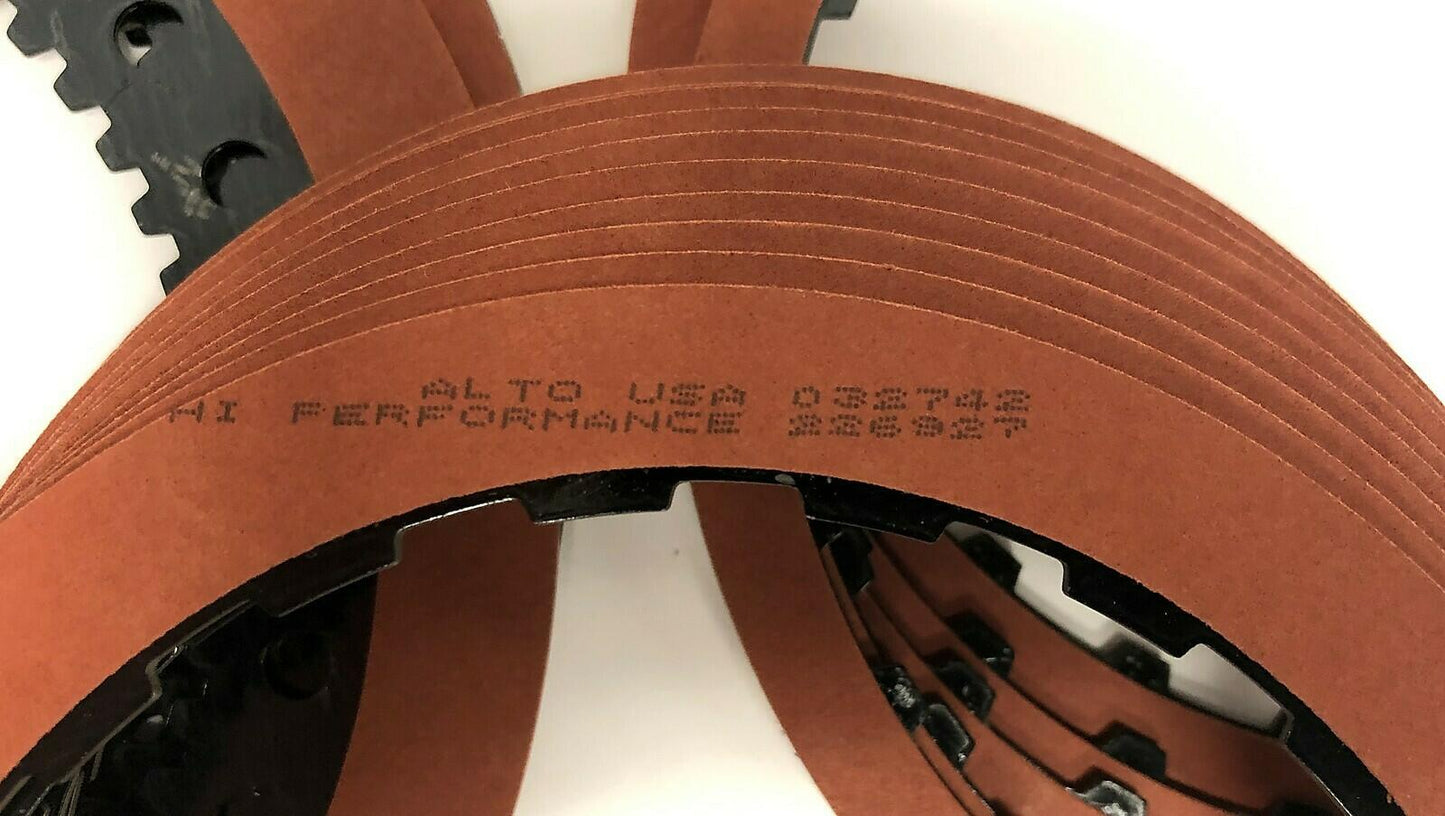 ALTO USA 032742
HI PERFORMANCE 226927